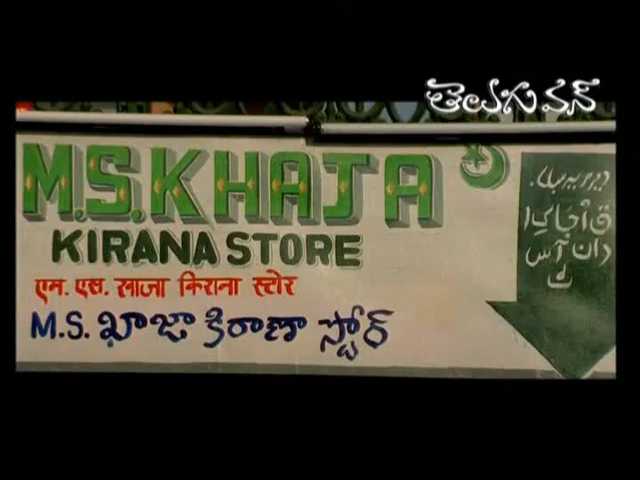 తెలుగువన్
M.S.KHAJA
KIRANA STORE
एम. एस. खाजा किराना स्टोर
M.S. ఖాజా కిరాణా స్టోర్